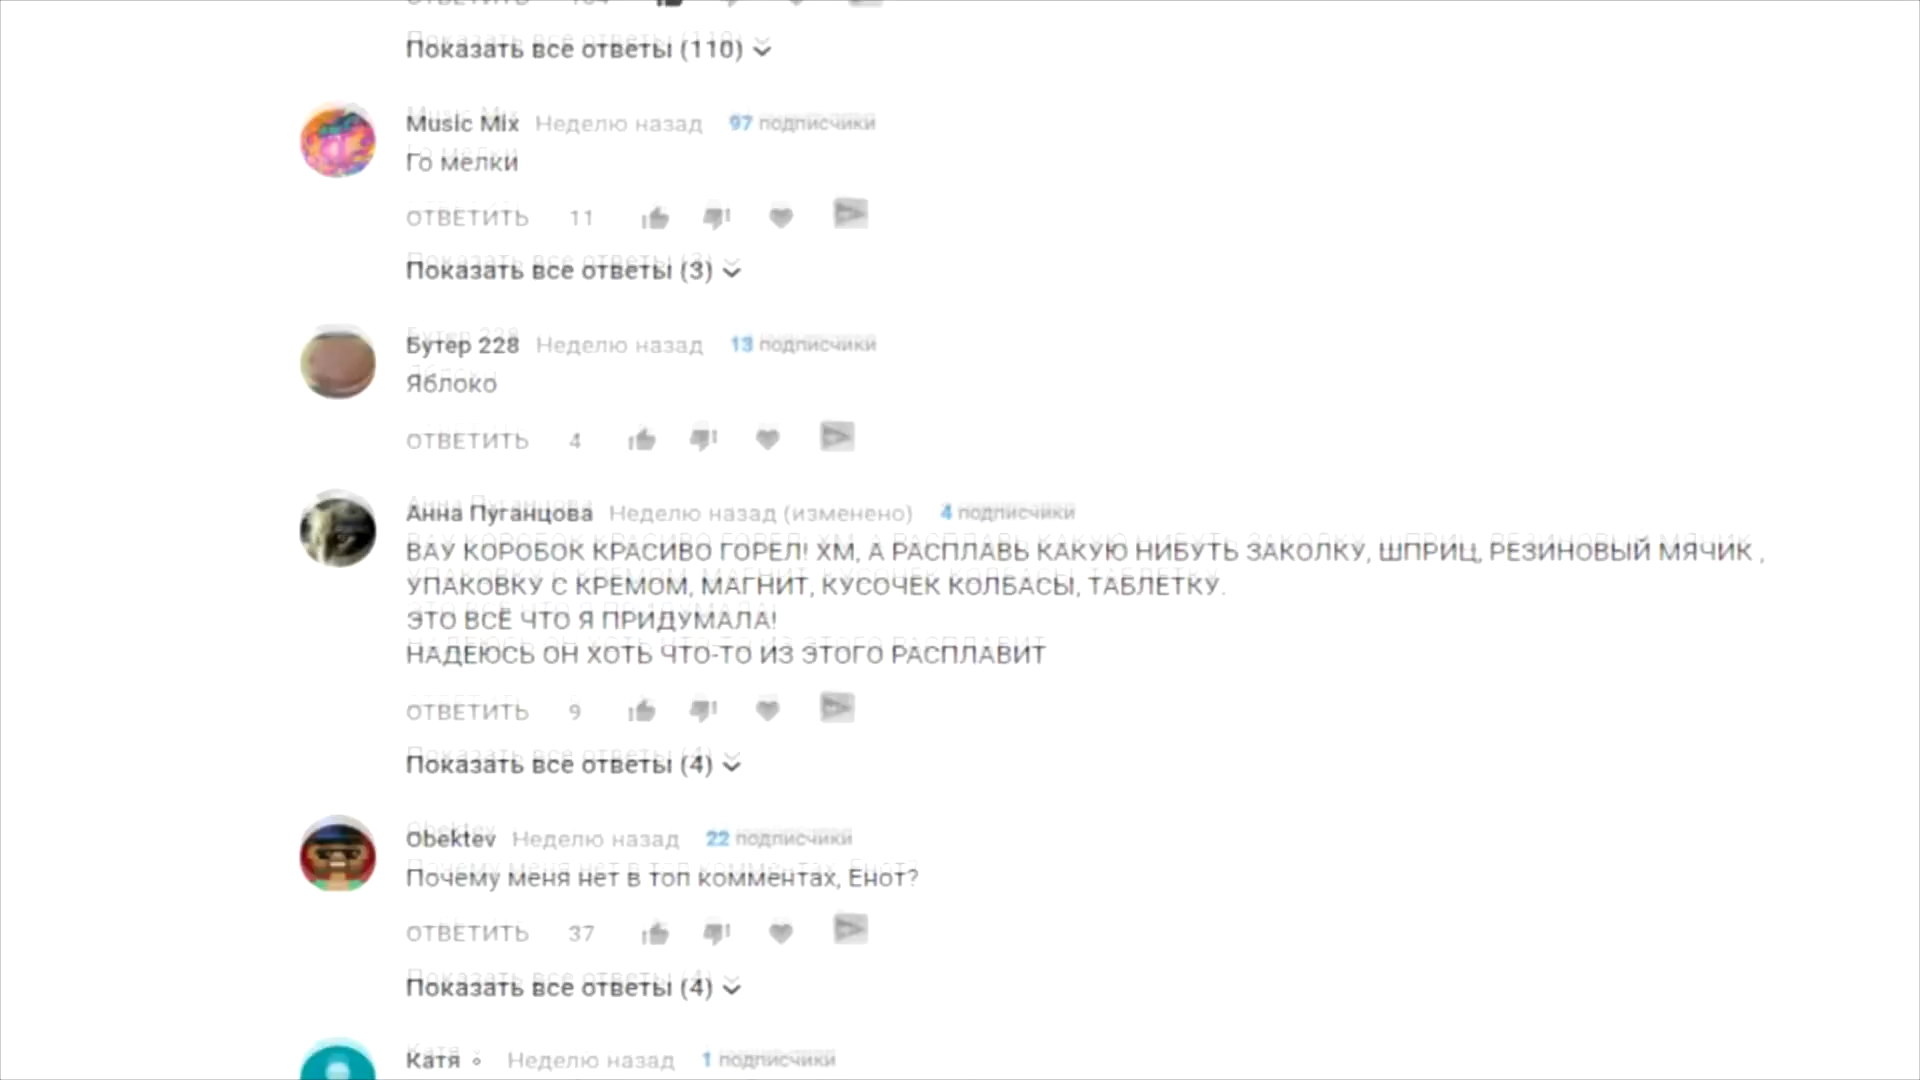 Показать все ответы (110)
Music Mix Неделю назад 97 подписчики
Го мелки
ОТВЕТИТЬ 11
Показать все ответы (3)
Бутер 228 Неделю назад 13 подписчики
Яблоко
ОТВЕТИТЬ 4
Анна Пуганцова Неделю назад (изменено) 4 подписчики
ВАУ КОРОБОК КРАСИВО ГОРЕЛ! ХМ, А РАСПЛАВЬ КАКУЮ НИБУТЬ ЗАКОЛКУ, ШПРИЦ, РЕЗИНОВЫЙ МЯЧИК ,
УПАКОВКУ С КРЕМОМ, МАГНИТ, КУСОЧЕК КОЛБАСЫ, ТАБЛЕТКУ.
ЭТО ВСЁ ЧТО Я ПРИДУМАЛА!
НАДЕЮСЬ ОН ХОТЬ ЧТО-ТО ИЗ ЭТОГО РАСПЛАВИТ
ОТВЕТИТЬ 9
Показать все ответы (4)
Obektev Неделю назад 22 подписчики
Почему меня нет в топ комментах, Енот?
ОТВЕТИТЬ 37
Показать все ответы (4)
Катя Неделю назад 1 подписчики